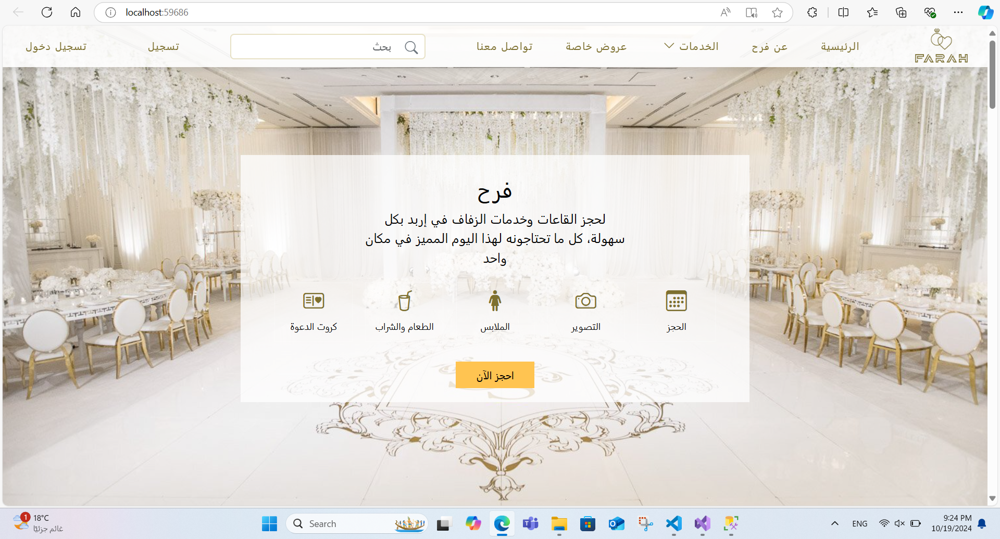 localhost:59686
FARAH
الرئيسية
عن فرح
الخدمات
عروض خاصة
تواصل معنا
بحث
تسجيل
تسجيل دخول
فرح
لحجز القاعات وخدمات الزفاف في إربد بكل
سهولة، كل ما تحتاجونه لهذا اليوم المميز في مكان
واحد
الحجز
التصوير
الملابس
الطعام والشراب
كروت الدعوة
احجز الآن
1
18°C
غائم جزئيًا
Search
ENG
9:24 PM
10/19/2024